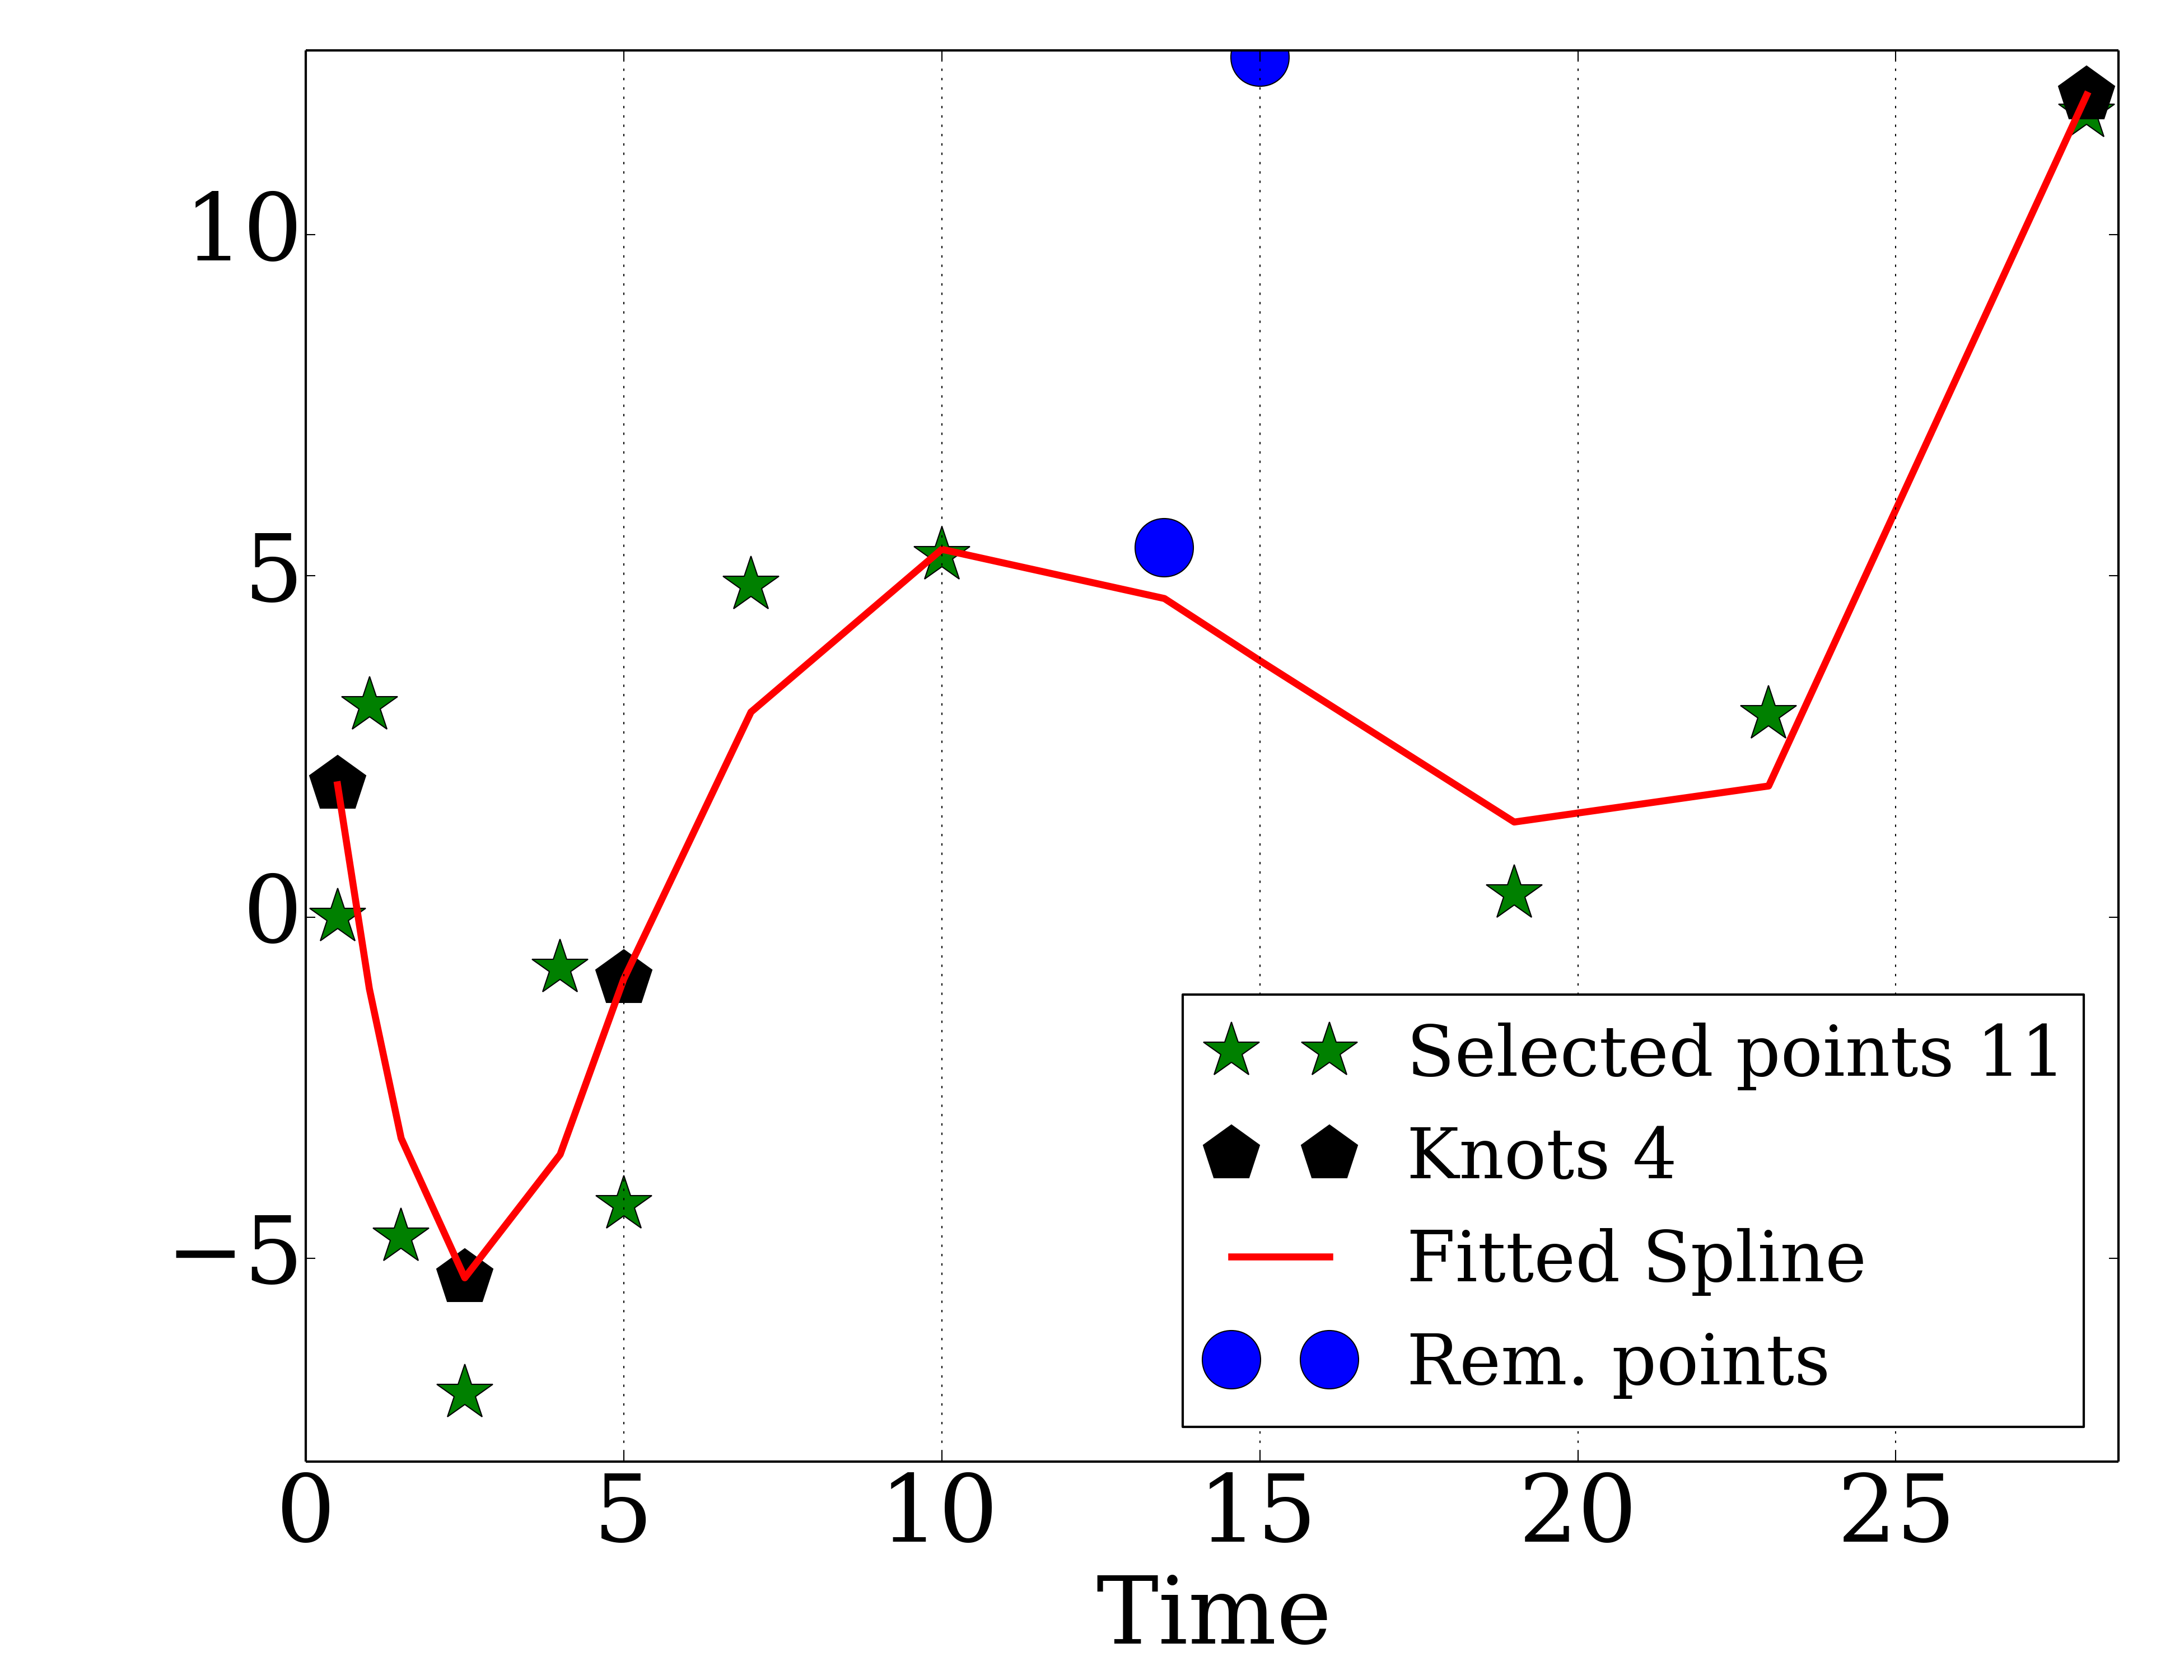 10
5
0
−5
0 5 10 15 20 25
Time
Selected points 11
Knots 4
Fitted Spline
Rem. points